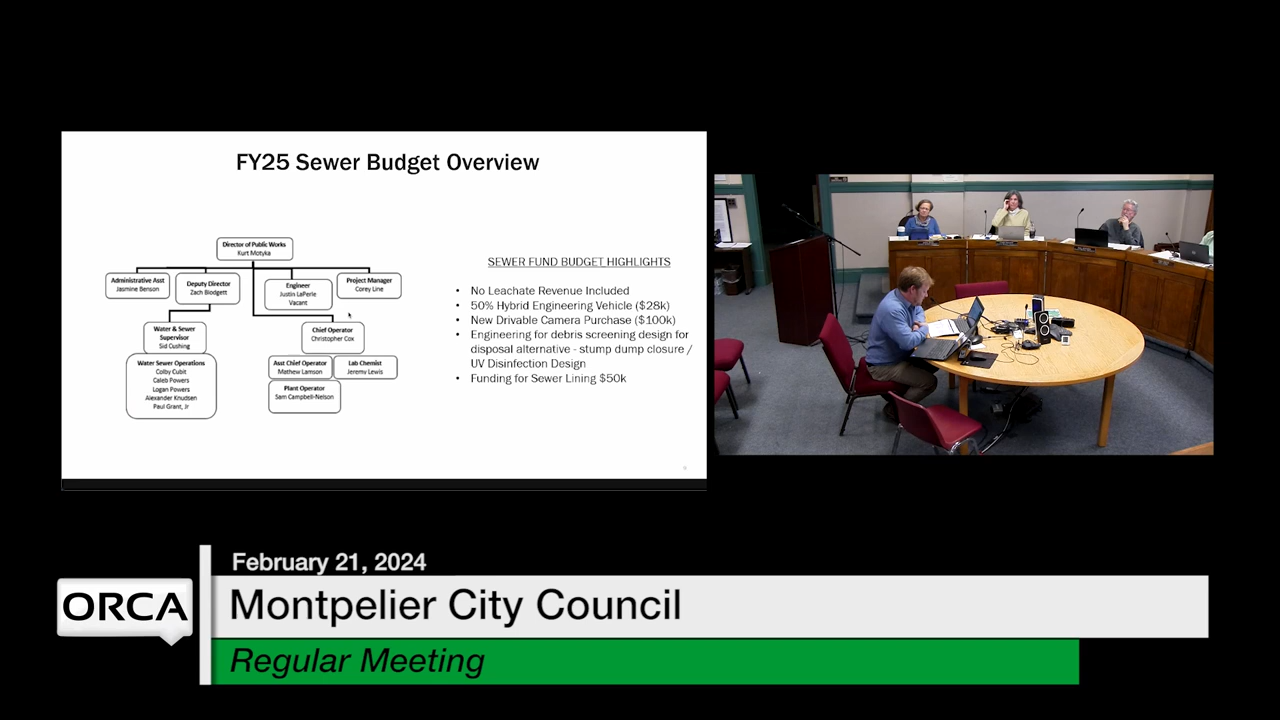 FY25 Sewer Budget Overview
Director of Public Works
Kurt Motyka
Administrative Asst
Jasmine Benson
Deputy Director
Zach Blodgett
Engineer
Justin LaPerle
Vacant
Project Manager
Corey Line
Water & Sewer
Supervisor
Sid Cushing
Chief Operator
Christopher Cox
Water Sewer Operations
Colby Cubit
Caleb Powers
Logan Powers
Alexander Knudsen
Paul Grant, Jr
Asst Chief Operator
Mathew Lamson
Lab Chemist
Jeremy Lewis
Plant Operator
Sam Campbell-Nelson
SEWER FUND BUDGET HIGHLIGHTS
• No Leachate Revenue Included
• 50% Hybrid Engineering Vehicle ($28k)
• New Drivable Camera Purchase ($100k)
• Engineering for debris screening design for
disposal alternative - stump dump closure /
UV Disinfection Design
• Funding for Sewer Lining $50k
February 21, 2024
ORCA
Montpelier City Council
Regular Meeting